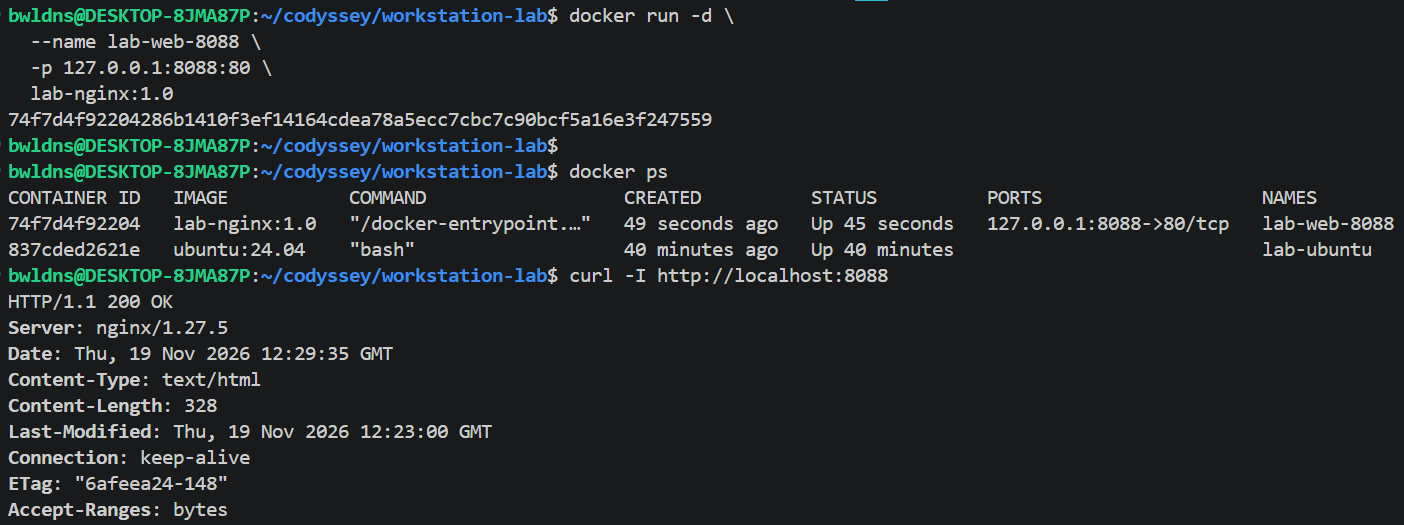 bwldns@DESKTOP-8JMA87P:~/codyssey/workstation-lab$ docker run -d \
  --name lab-web-8088 \
  -p 127.0.0.1:8088:80 \
  lab-nginx:1.0
74f7d4f92204286b1410f3ef14164cdea78a5ecc7cbc7c90bcf5a16e3f247559
bwldns@DESKTOP-8JMA87P:~/codyssey/workstation-lab$
bwldns@DESKTOP-8JMA87P:~/codyssey/workstation-lab$ docker ps
CONTAINER ID   IMAGE           COMMAND                  CREATED          STATUS          PORTS                    NAMES
74f7d4f92204   lab-nginx:1.0   "/docker-entrypoint.…"   49 seconds ago   Up 45 seconds   127.0.0.1:8088->80/tcp   lab-web-8088
837cded2621e   ubuntu:24.04    "bash"                   40 minutes ago   Up 40 minutes                            lab-ubuntu
bwldns@DESKTOP-8JMA87P:~/codyssey/workstation-lab$ curl -I http://localhost:8088
HTTP/1.1 200 OK
Server: nginx/1.27.5
Date: Thu, 19 Nov 2026 12:29:35 GMT
Content-Type: text/html
Content-Length: 328
Last-Modified: Thu, 19 Nov 2026 12:23:00 GMT
Connection: keep-alive
ETag: "6afeea24-148"
Accept-Ranges: bytes